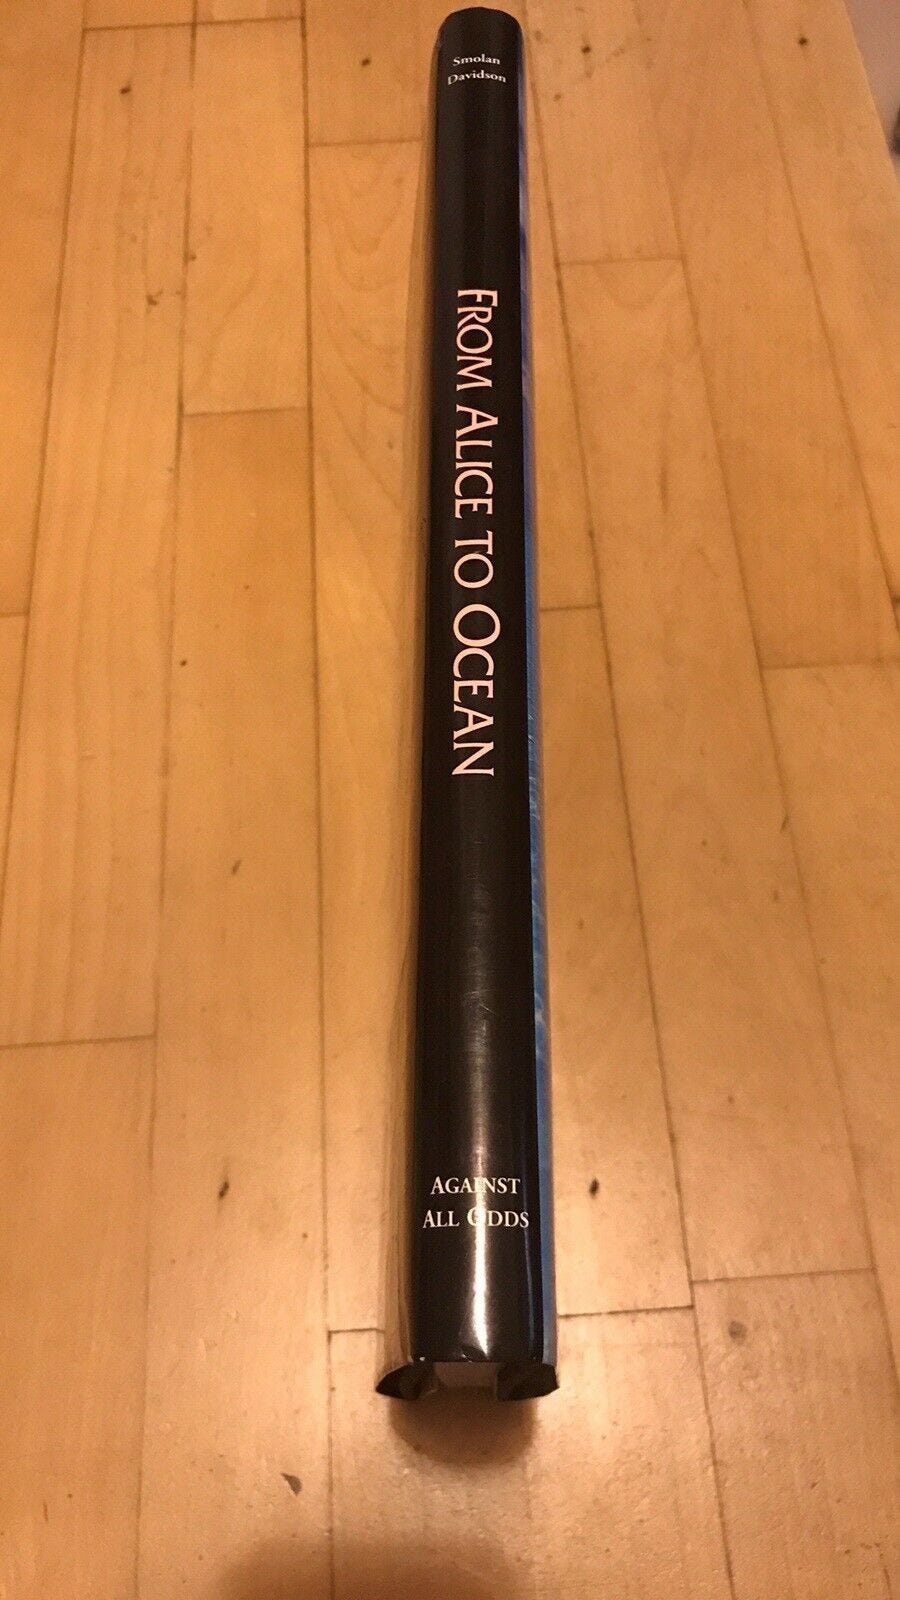 Smolan
Davidson
FROM ALICE TO OCEAN
AGAINST
ALL ODDS